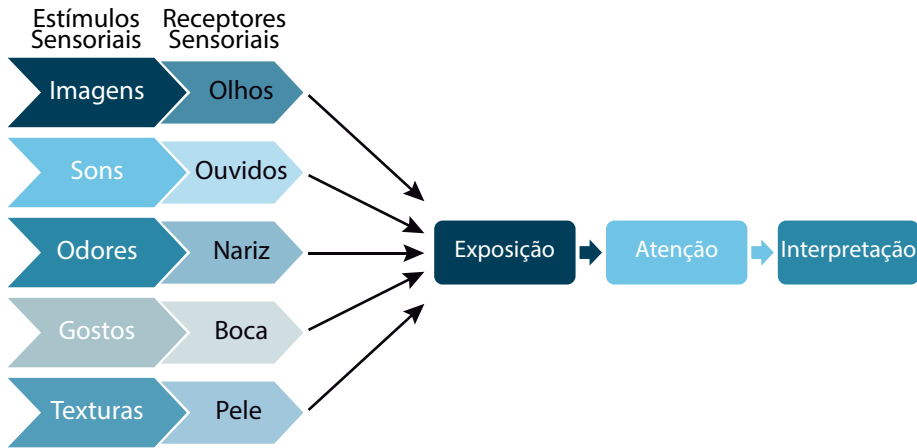 Estímulos
Sensoriais
Receptores
Sensoriais
Imagens
Olhos
Sons
Ouvidos
Odores
Nariz
Gostos
Boca
Texturas
Pele
Exposição
Atenção
Interpretação